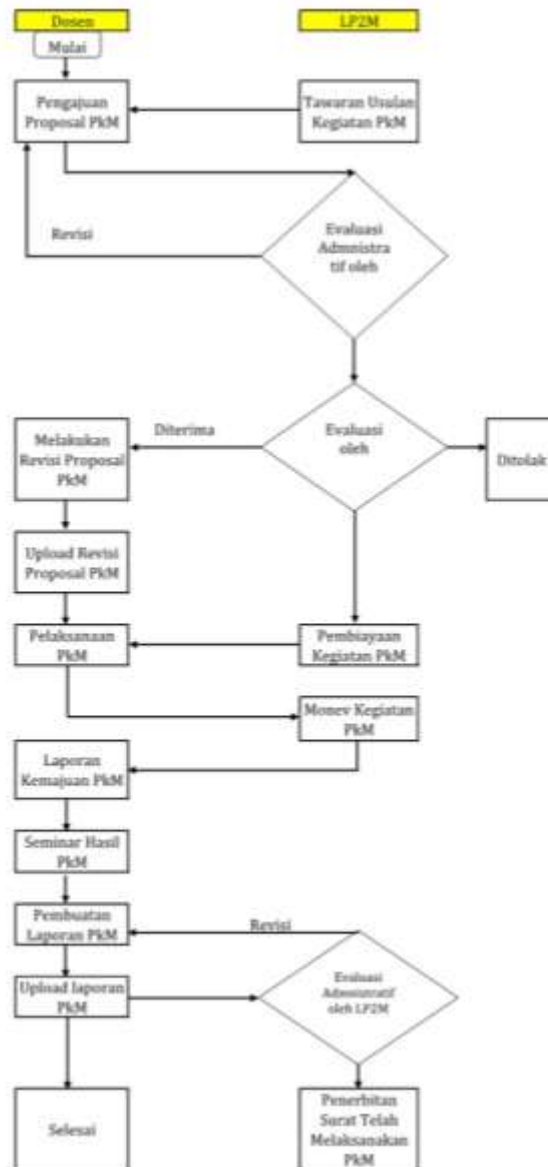 Dosen
LP2M
Mulai
Pengajuan
Proposal PkM
Tawaran Usulan
Kegiatan PkM
Revisi
Evaluasi
Admnistra
tif oleh
Melakukan
Revisi Proposal
PkM
Diterima
Evaluasi
oleh
Ditolak
Upload Revisi
Proposal PkM
Pelaksanaan
PkM
Pembiayaan
Kegiatan PkM
Monev Kegiatan
PkM
Laporan
Kemajuan PkM
Seminar Hasil
PkM
Pembuatan
Laporan PkM
Revisi
Upload laporan
PkM
Evaluasi
Administratif
oleh LP2M
Selesai
Penerbitan
Surat Telah
Melaksanakan
PkM